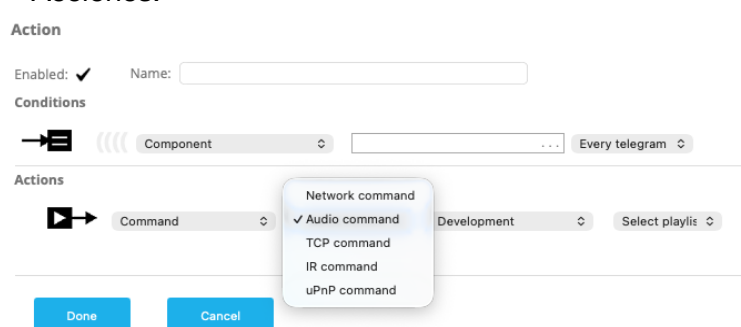 Acciones.
Action
Enabled: Name:
Conditions
Component ... Every telegram
Actions
Network command
Command ✓ Audio command Development Select playlis
TCP command
IR command
uPnP command
Done Cancel